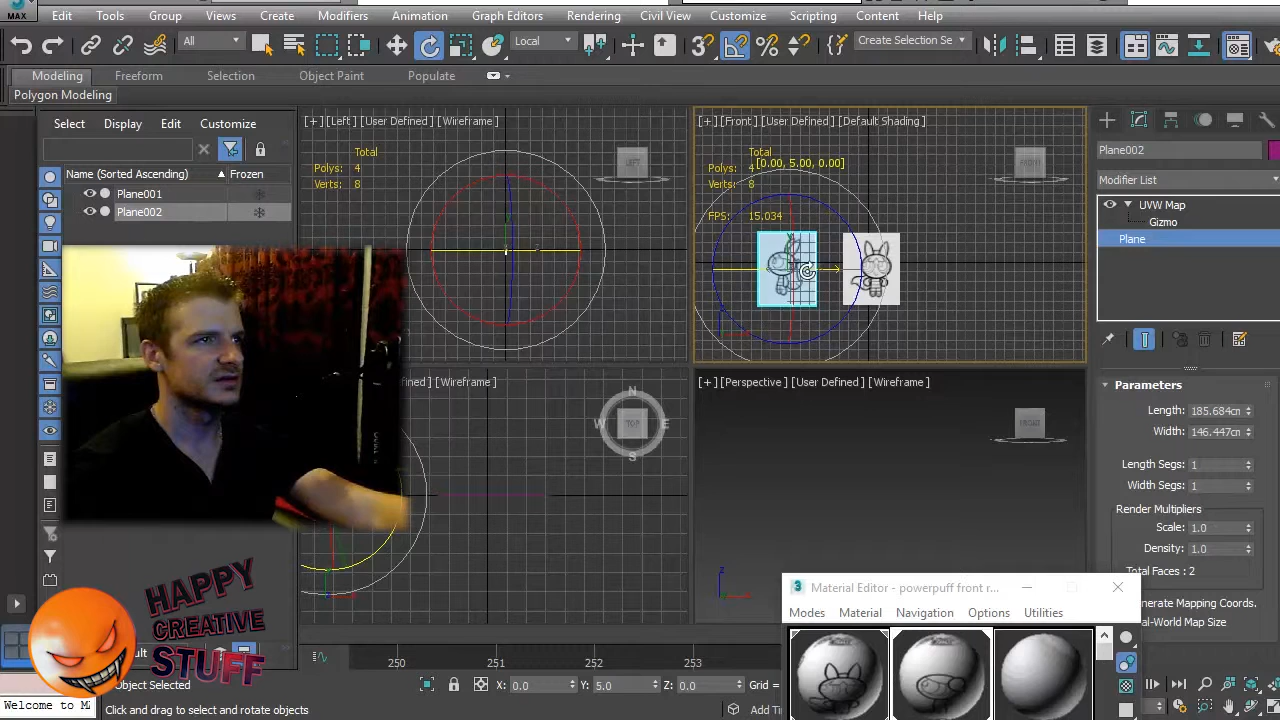 MAX
Edit Tools Group Views Create Modifiers Animation Graph Editors Rendering Civil View Customize Scripting Content Help
All Local Create Selection Se
Modeling Freeform Selection Object Paint Populate
Polygon Modeling
Select Display Edit Customize
Name (Sorted Ascending) Frozen
Plane001
Plane002
[+] [Left] [User Defined] [Wireframe]
Total
Polys: 4
Verts: 8
LEFT
[+] [Front] [User Defined] [Default Shading]
Total
[0.00, 5.00, 0.00]
Polys: 4
Verts: 8
FPS: 15.034
FRONT
Plane002
Modifier List
UVW Map
Gizmo
Plane
efined] [Wireframe]
N
W TOP E
S
[+] [Perspective] [User Defined] [Wireframe]
FRONT
Parameters
Length: 185.684cm
Width: 146.447cm
Length Segs: 1
Width Segs: 1
Render Multipliers
Scale: 1.0
Density: 1.0
Total Faces : 2
enerate Mapping Coords.
al-World Map Size
Material Editor - powerpuff front r...
Modes Material Navigation Options Utilities
HAPPY
CREATIVE
STUFF
ult
250 251 252 253
Object Selected X: 0.0 Y: 5.0 Z: 0.0 Grid =
Welcome to M
Click and drag to select and rotate objects
Add Ti